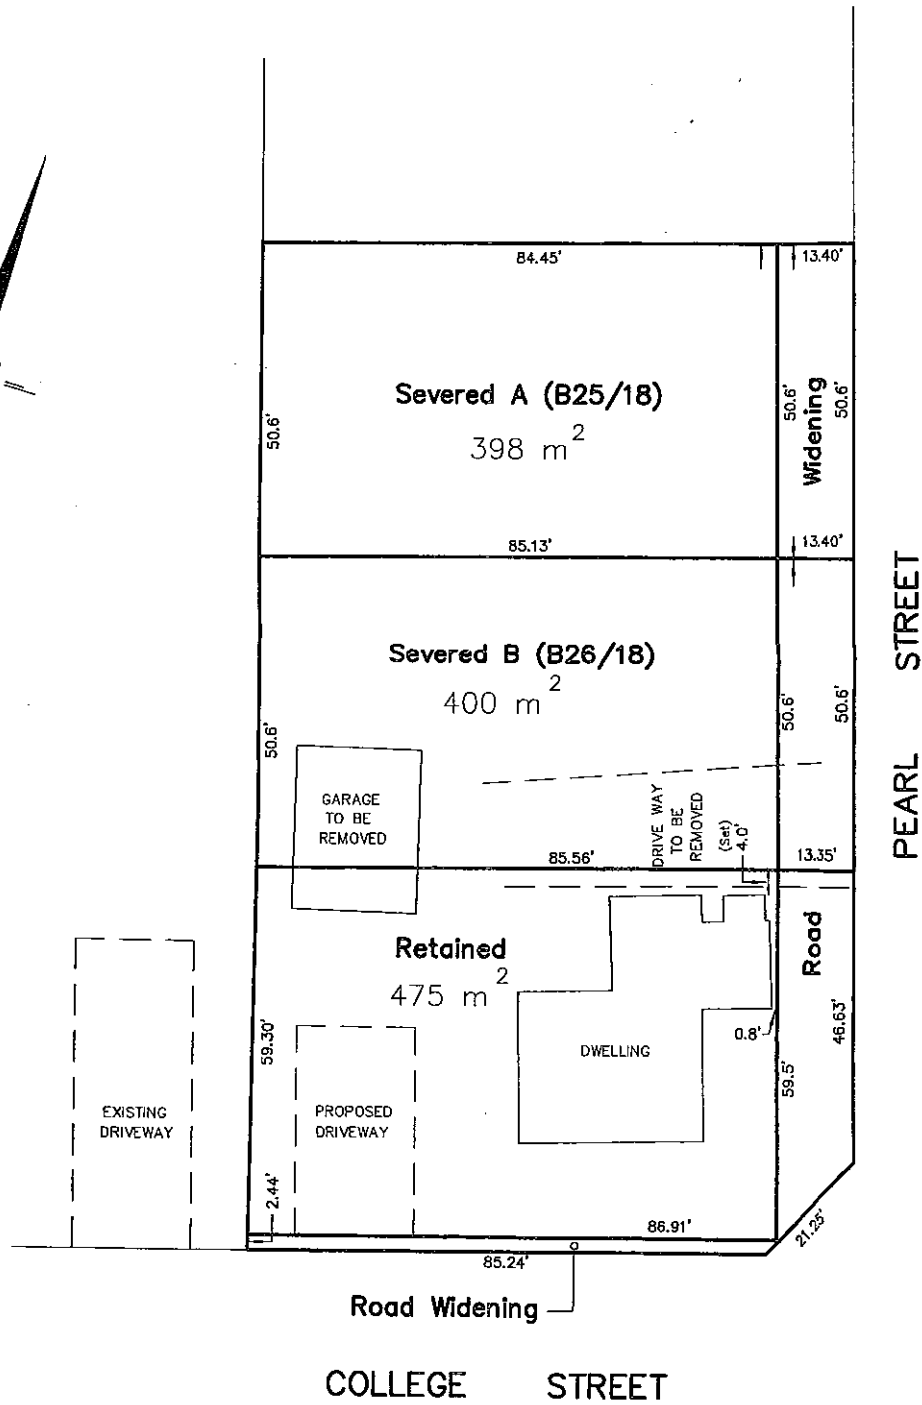 84.45'
13.40'
Severed A (B25/18)
398 m²
50.6'
50.6'
50.6'
Widening
85.13'
13.40'
Severed B (B26/18)
400 m²
50.6'
50.6'
50.6'
PEARL STREET
GARAGE
TO BE
REMOVED
DRIVE WAY
TO BE
REMOVED
(Set)
4.0'
85.56'
13.35'
Retained
475 m²
Road
59.30'
46.63'
0.8'
DWELLING
59.5'
EXISTING
DRIVEWAY
PROPOSED
DRIVEWAY
2.44'
86.91'
21.25'
85.24'
Road Widening
COLLEGE STREET